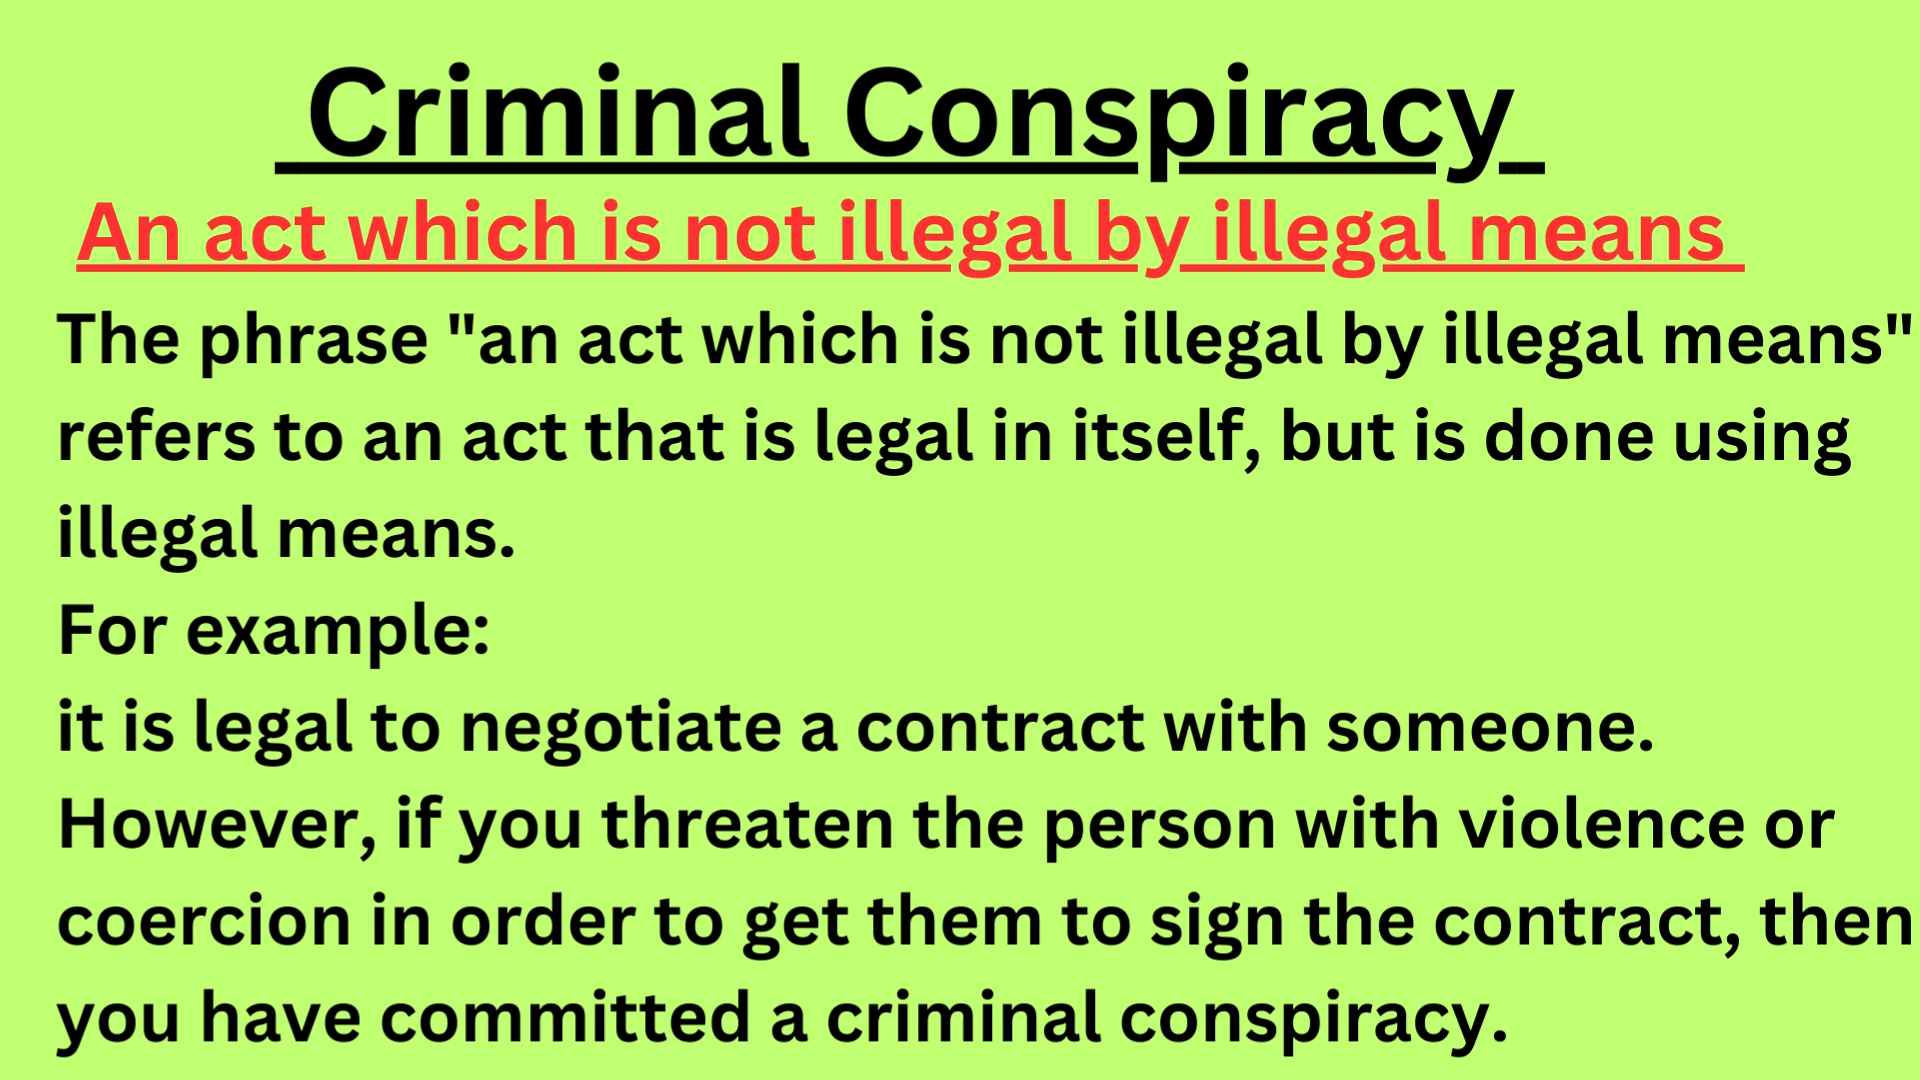 Criminal Conspiracy
An act which is not illegal by illegal means
The phrase "an act which is not illegal by illegal means"
refers to an act that is legal in itself, but is done using
illegal means.
For example:
it is legal to negotiate a contract with someone.
However, if you threaten the person with violence or
coercion in order to get them to sign the contract, then
you have committed a criminal conspiracy.